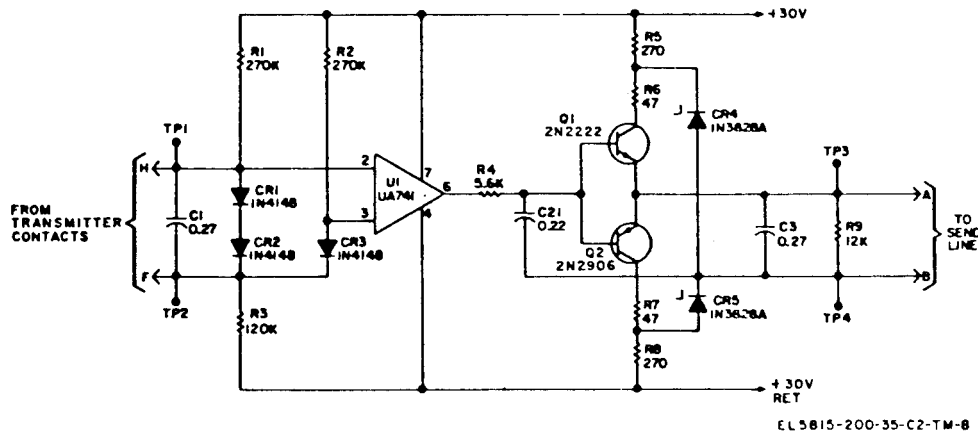 +30V
R1
270K
R2
270K
R5
270
R6
47
CR4
1N3828A
Q1
2N2222
TP1
TP3
H
2
7
U1
UA741
6
4
3
R4
5.6K
A
FROM
TRANSMITTER
CONTACTS
C1
0.27
CR1
1N4148
CR2
1N4148
CR3
1N4148
C21
0.22
C3
0.27
R9
12K
TO
SEND
LINE
Q2
2N2906
F
B
TP2
TP4
R3
120K
R7
47
CR5
1N3828A
R8
270
+30V
RET
EL5815-200-35-C2-TM-8